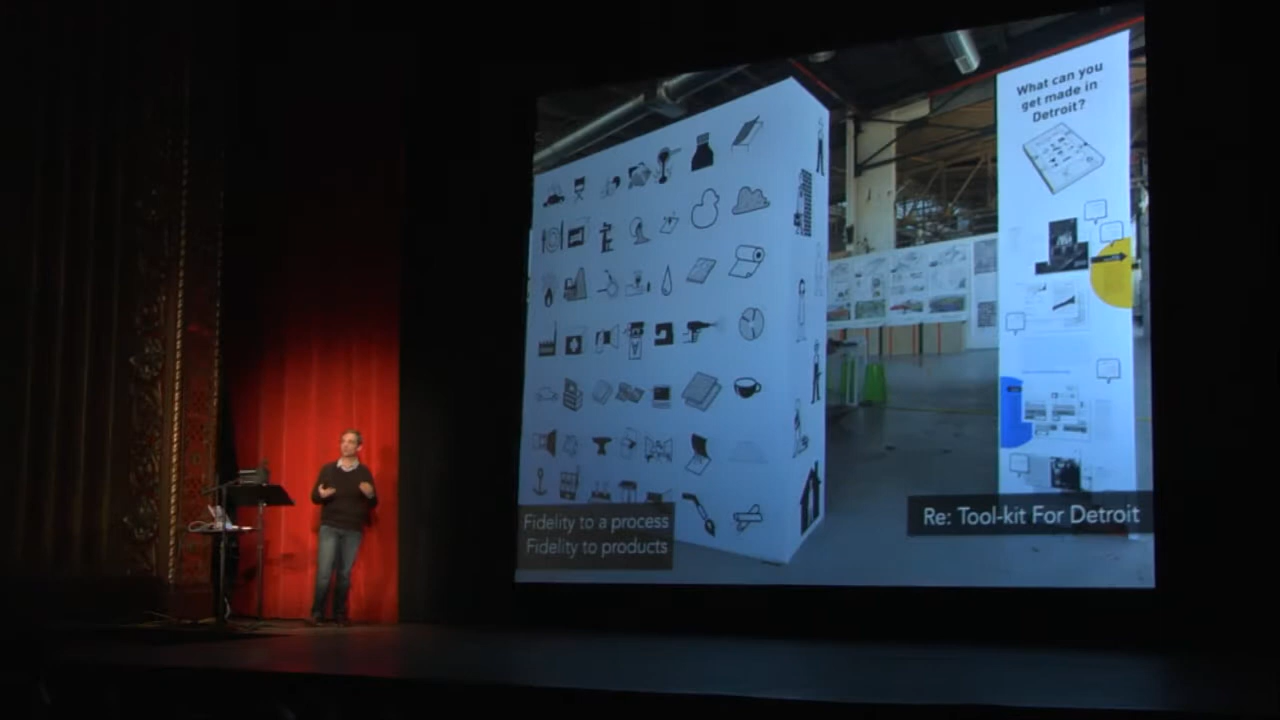 What can you
get made in
Detroit?
Fidelity to a process
Fidelity to products
Re: Tool-kit For Detroit